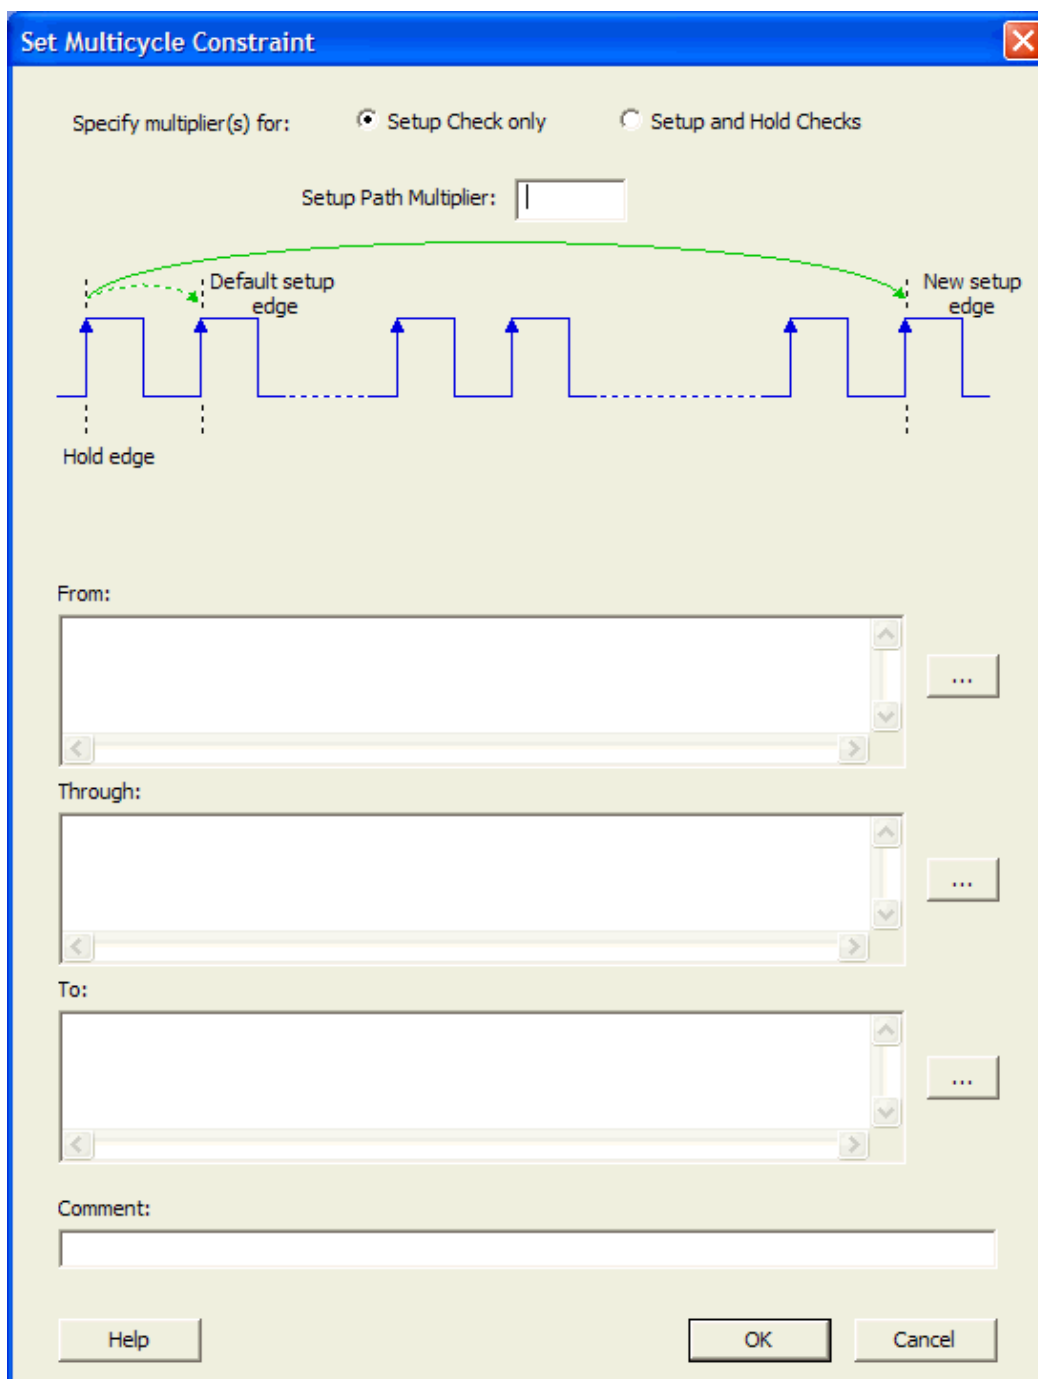 Set Multicycle Constraint
Specify multiplier(s) for: Setup Check only Setup and Hold Checks
Setup Path Multiplier:
Default setup
edge
New setup
edge
Hold edge
From:
...
Through:
...
To:
...
Comment:
Help OK Cancel